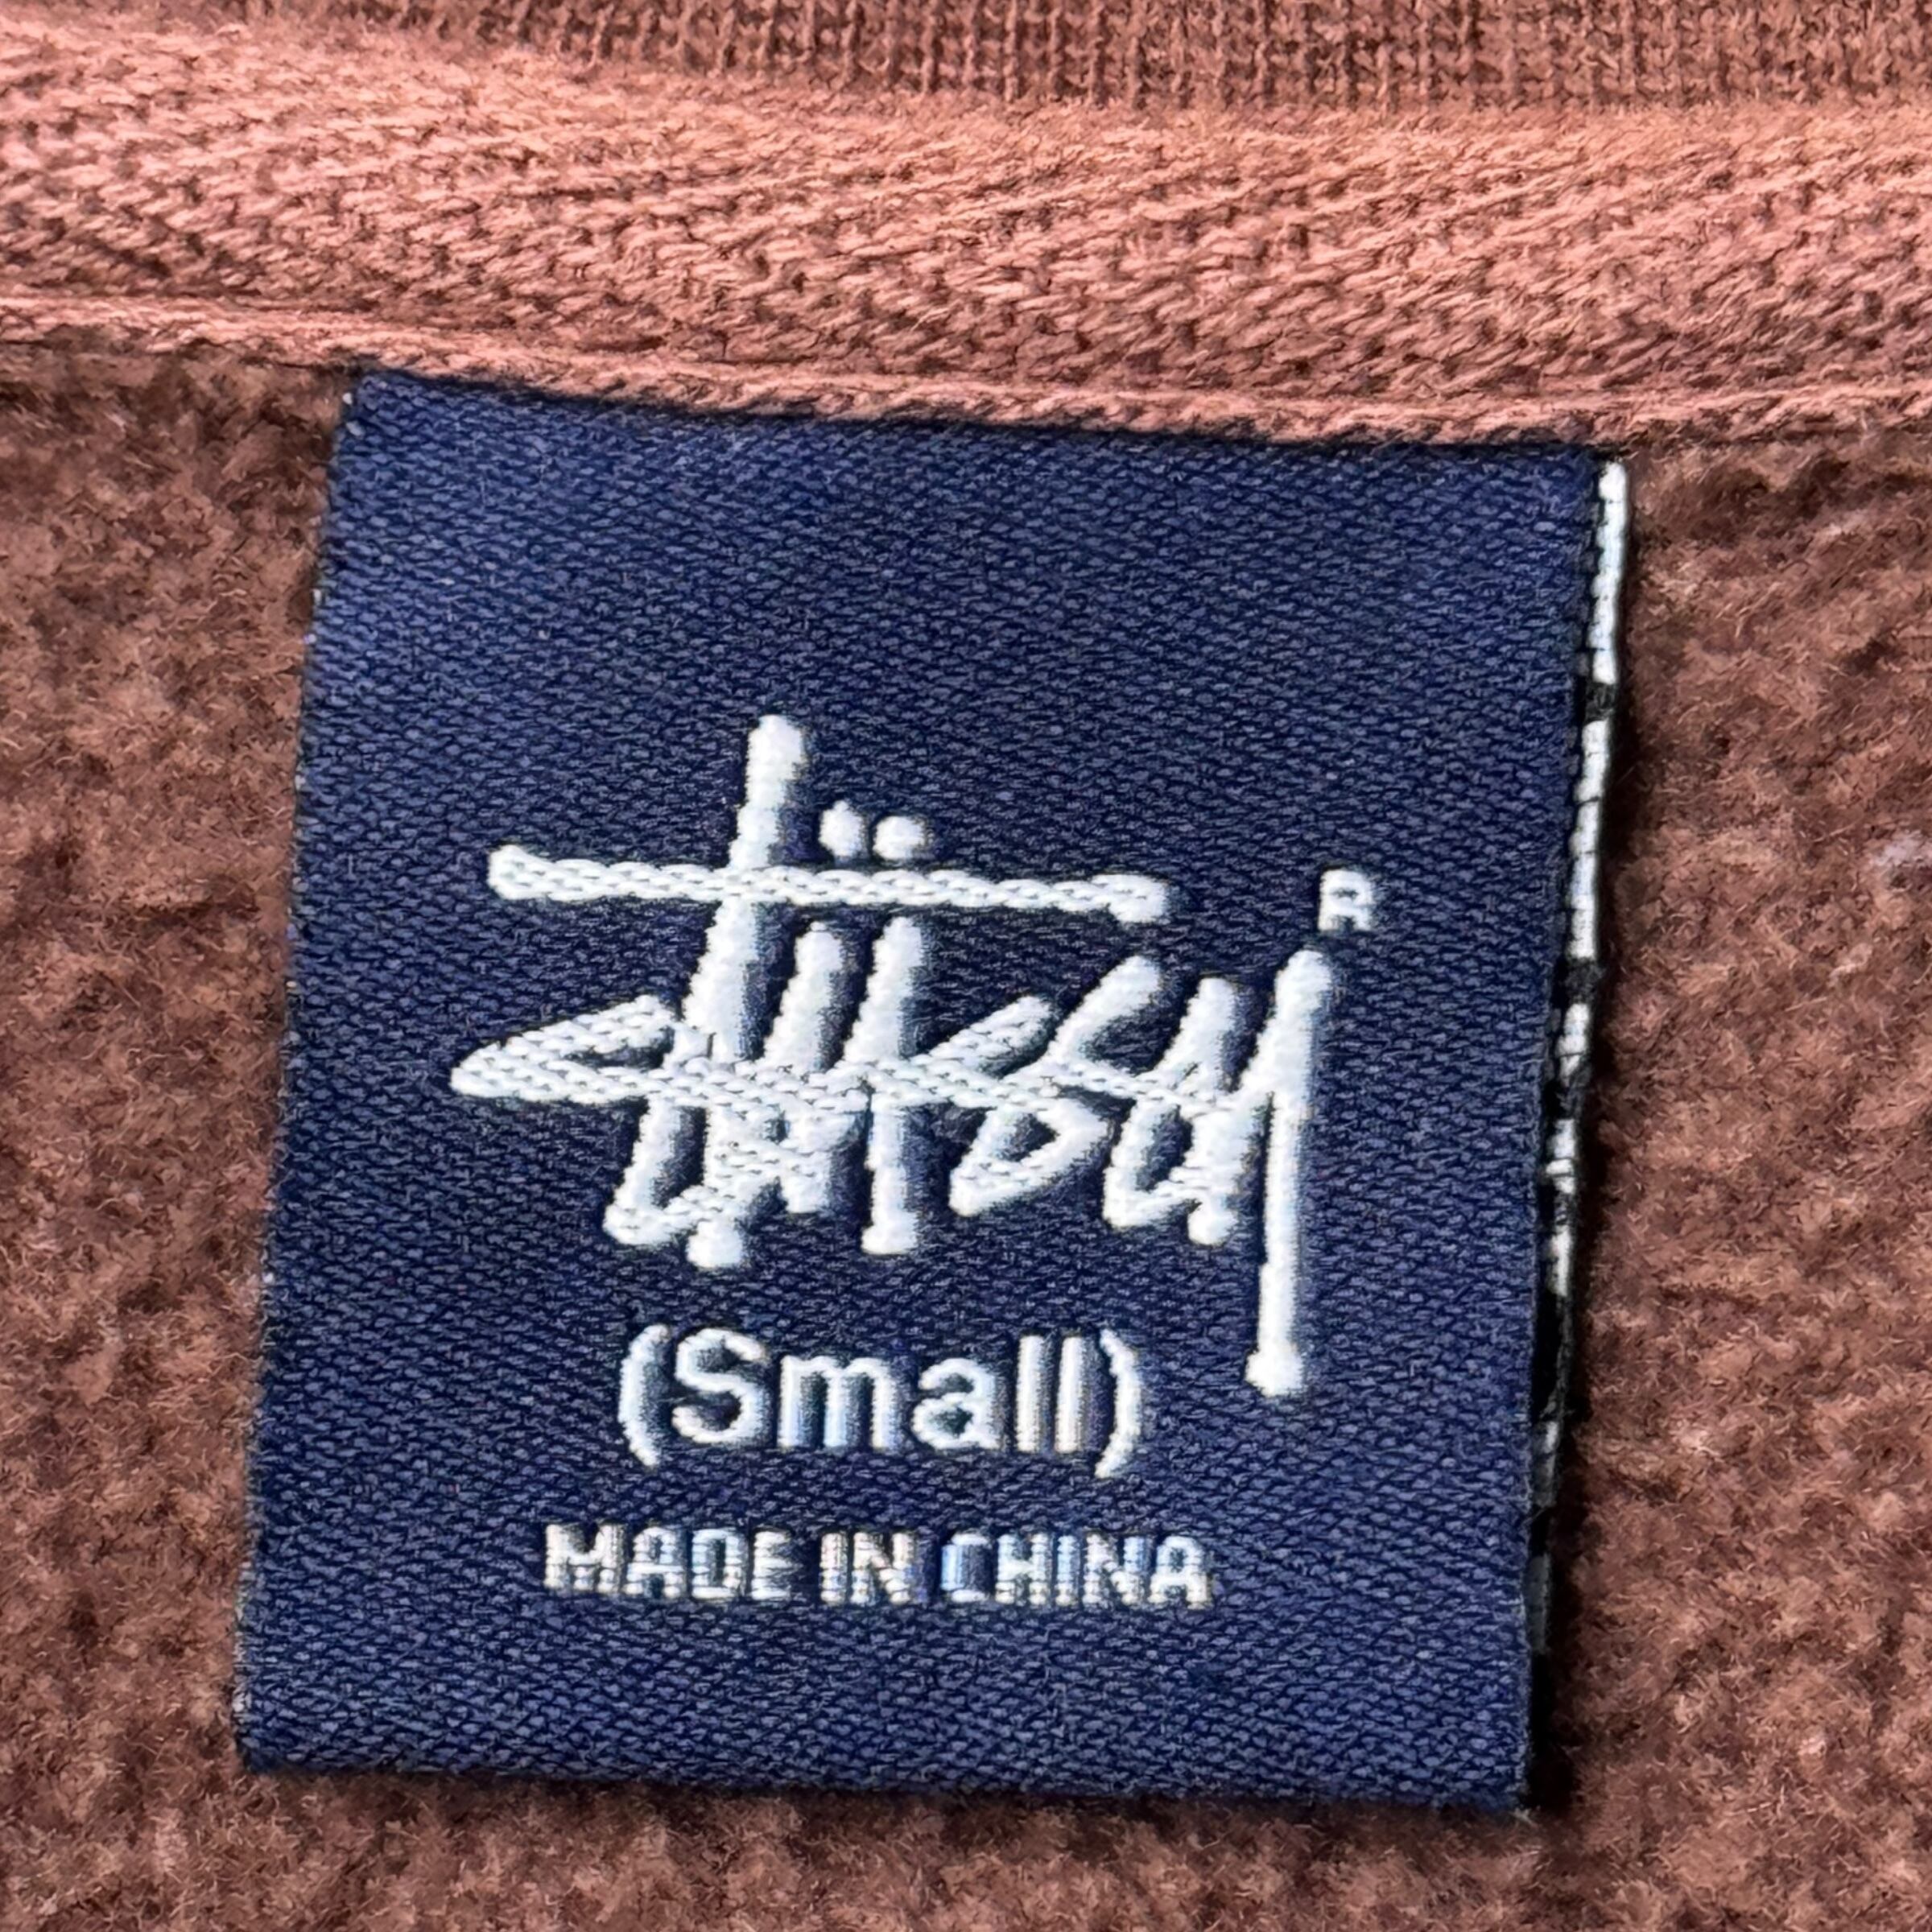 Stüssy
R
(Small)
MADE IN CHINA